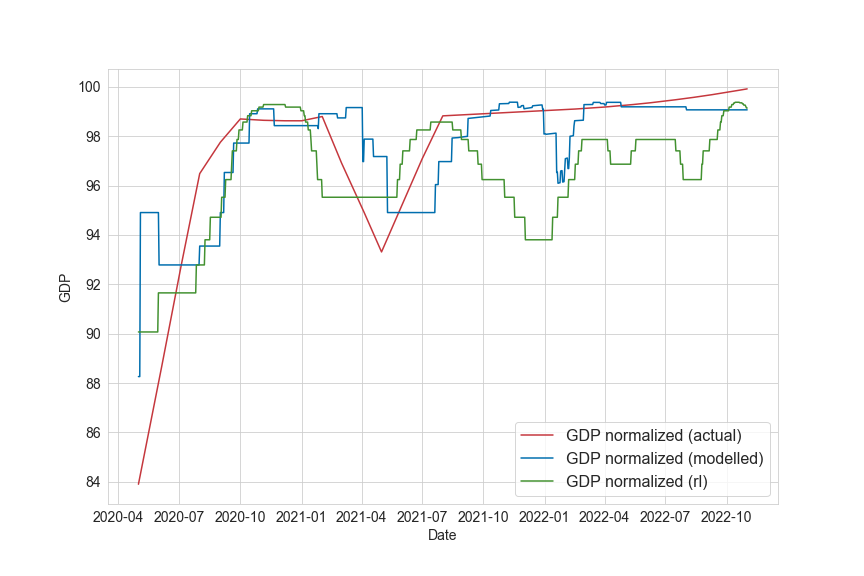 100
98
96
94
92
90
88
86
84
GDP
GDP normalized (actual)
GDP normalized (modelled)
GDP normalized (rl)
2020-04 2020-07 2020-10 2021-01 2021-04 2021-07 2021-10 2022-01 2022-04 2022-07 2022-10
Date